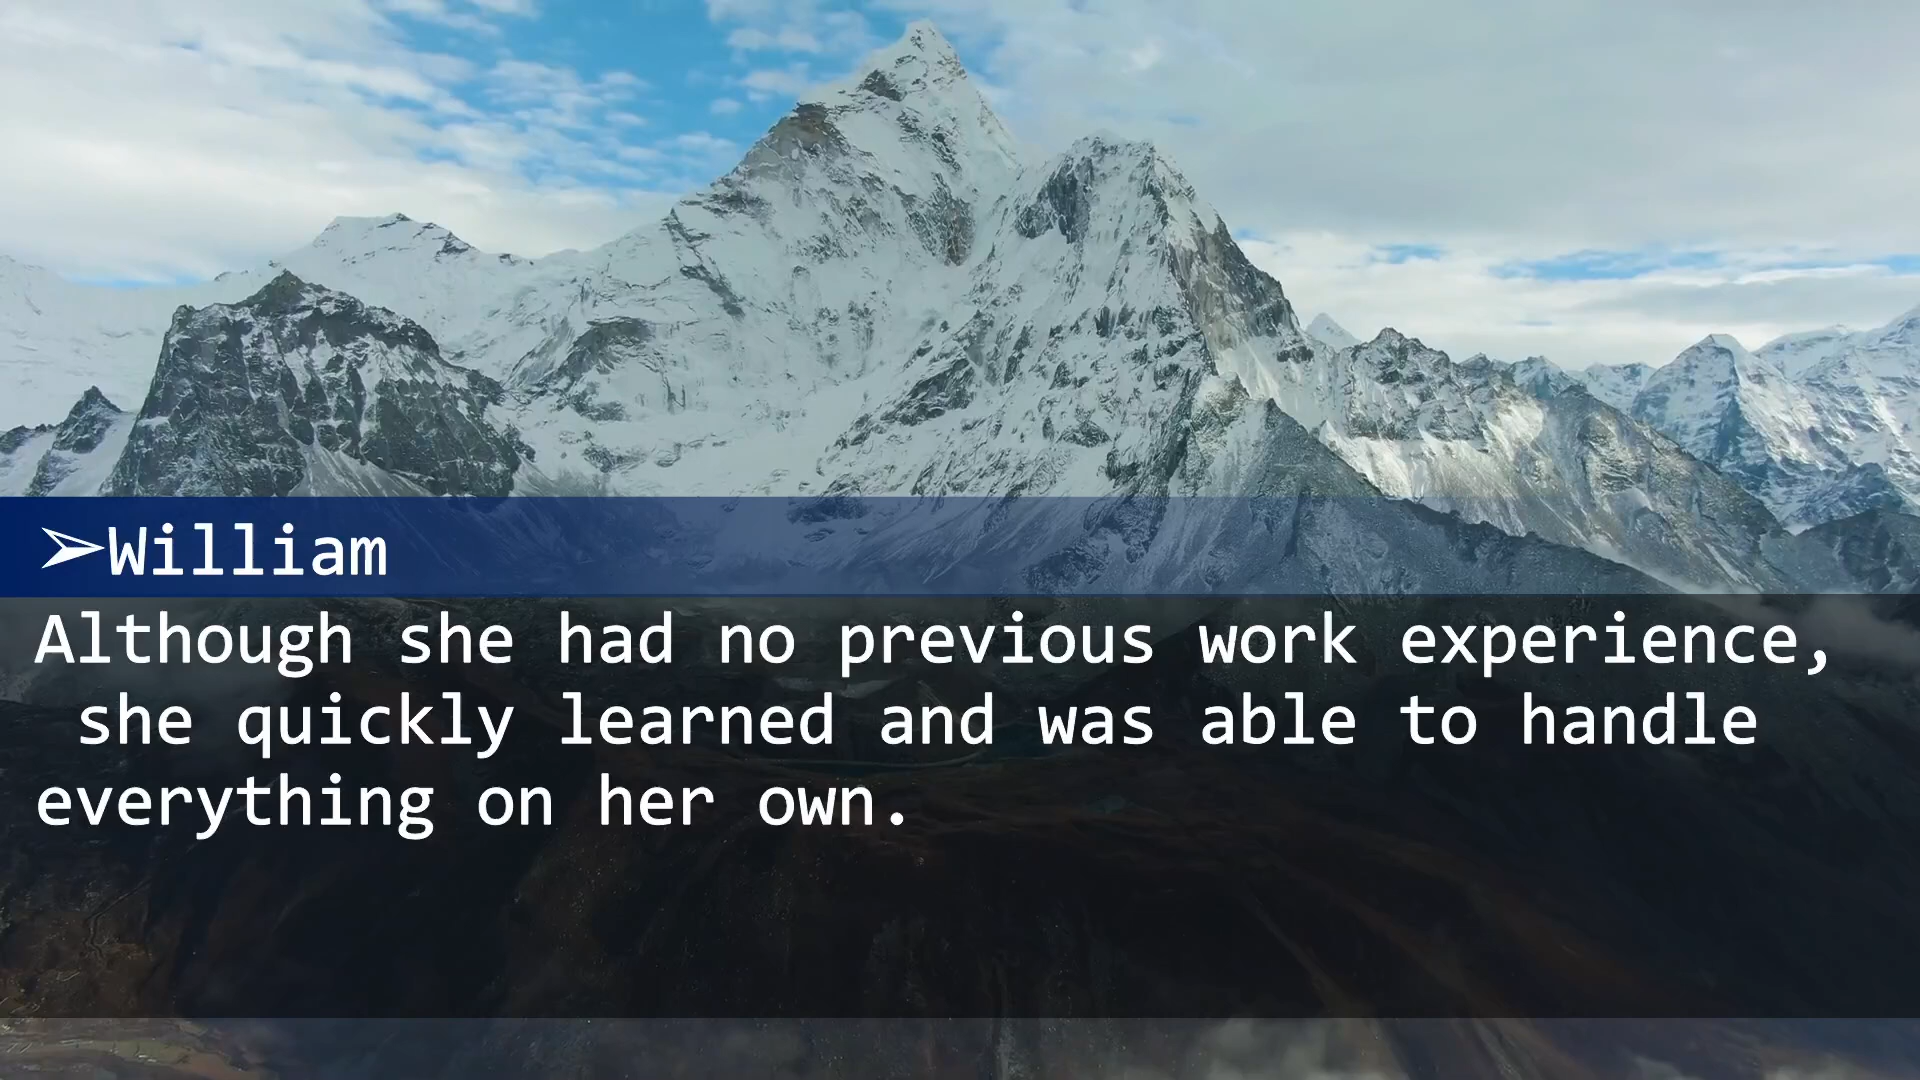 ➢William
Although she had no previous work experience,
she quickly learned and was able to handle
everything on her own.